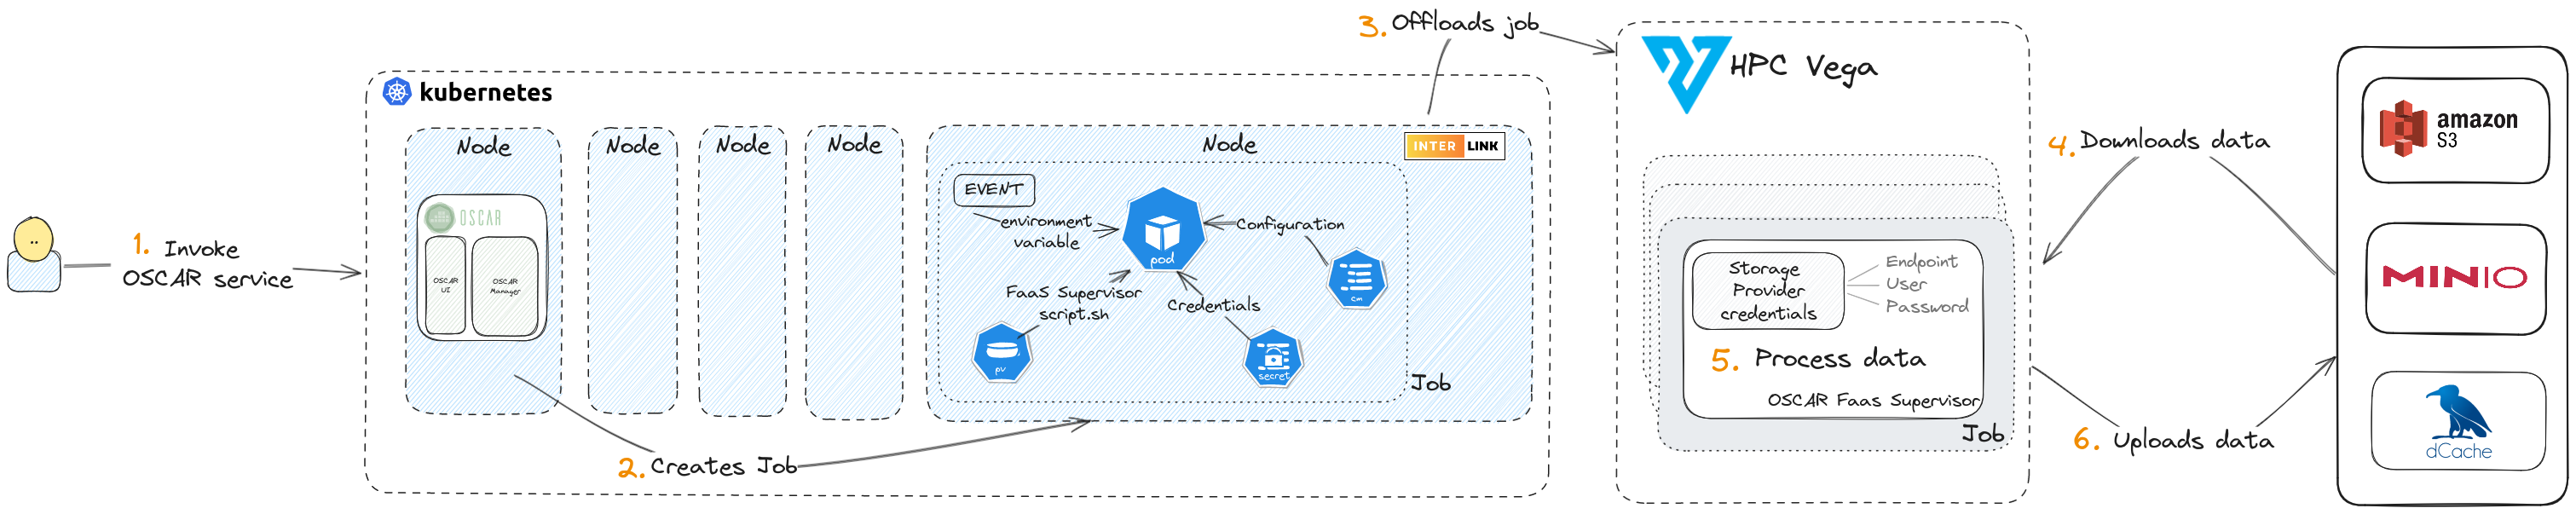 1. Invoke
OSCAR service
kubernetes
Node
OSCAR
OSCAR
UI
OSCAR
Manager
Node
Node
Node
Node
INTER LINK
EVENT
environment
variable
pod
Configuration
cm
FaaS Supervisor
script.sh
pv
Credentials
secret
Job
2. Creates Job
3. Offloads job
HPC Vega
Storage
Provider
credentials
Endpoint
User
Password
5. Process data
OSCAR Faas Supervisor
Job
4. Downloads data
6. Uploads data
amazon
S3
MINIO
dCache